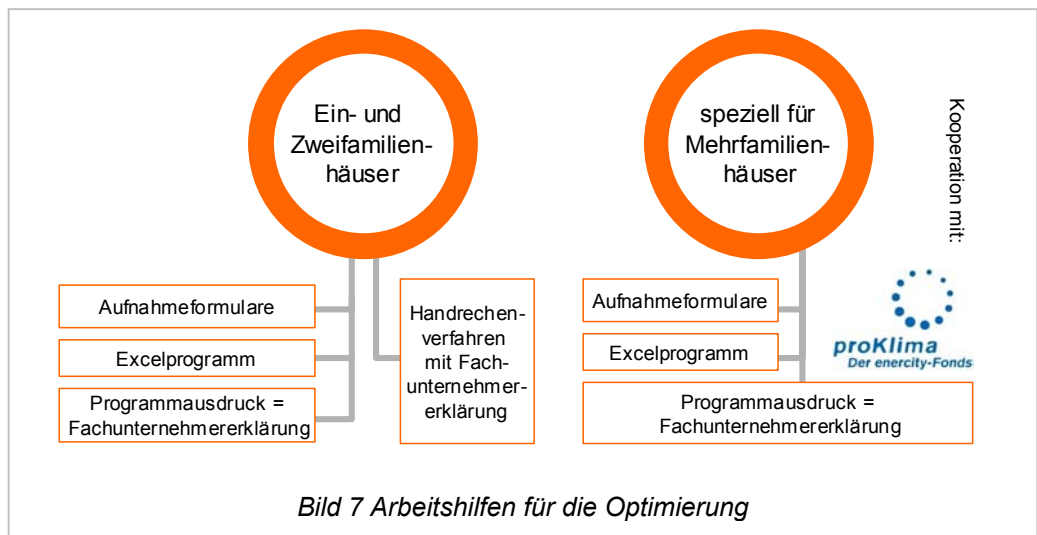 Ein- und
Zweifamilien-
häuser
Aufnahmeformulare
Excelprogramm
Programmausdruck =
Fachunternehmererklärung
Handrechen-
verfahren
mit Fach-
unternehmer-
erklärung
speziell für
Mehrfamilien-
häuser
Aufnahmeformulare
Excelprogramm
Programmausdruck =
Fachunternehmererklärung
Kooperation mit:
proKlima
Der enercity-Fonds
Bild 7 Arbeitshilfen für die Optimierung